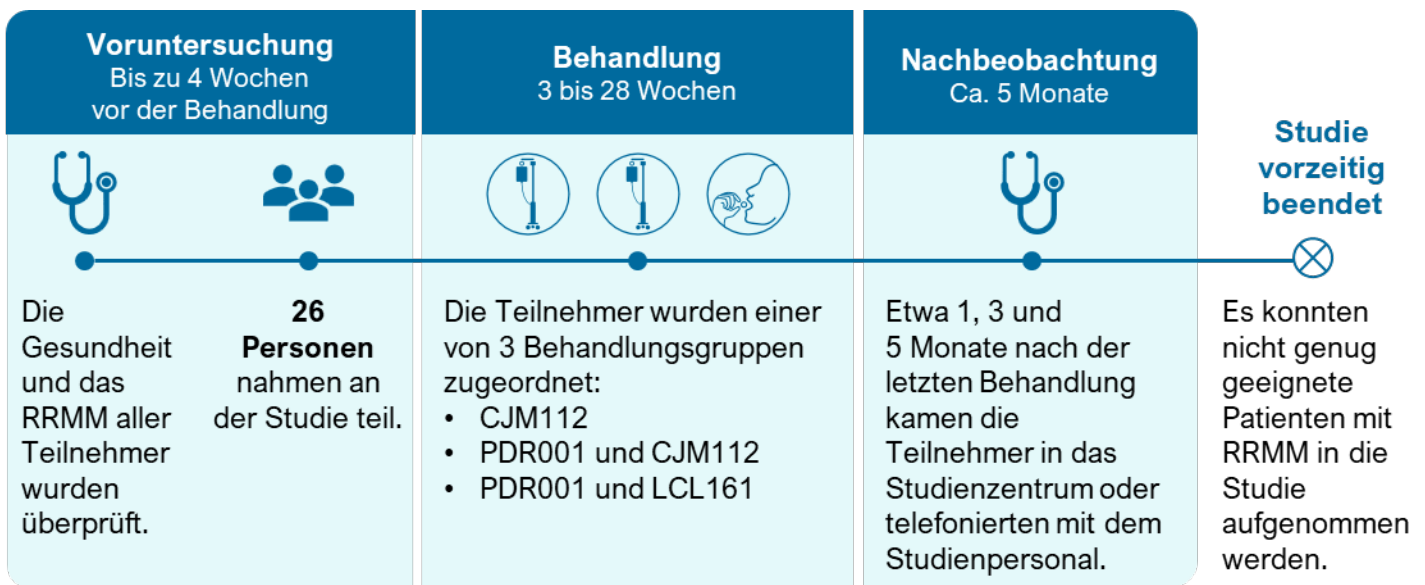 Voruntersuchung
Bis zu 4 Wochen
vor der Behandlung
Behandlung
3 bis 28 Wochen
Nachbeobachtung
Ca. 5 Monate
Studie
vorzeitig
beendet
Die
Gesundheit
und das
RRMM aller
Teilnehmer
wurden
überprüft.
26
Personen
nahmen an
der Studie teil.
Die Teilnehmer wurden einer
von 3 Behandlungsgruppen
zugeordnet:
• CJM112
• PDR001 und CJM112
• PDR001 und LCL161
Etwa 1, 3 und
5 Monate nach der
letzten Behandlung
kamen die
Teilnehmer in das
Studienzentrum oder
telefonierten mit dem
Studienpersonal.
Es konnten
nicht genug
geeignete
Patienten mit
RRMM in die
Studie
aufgenommen
werden.